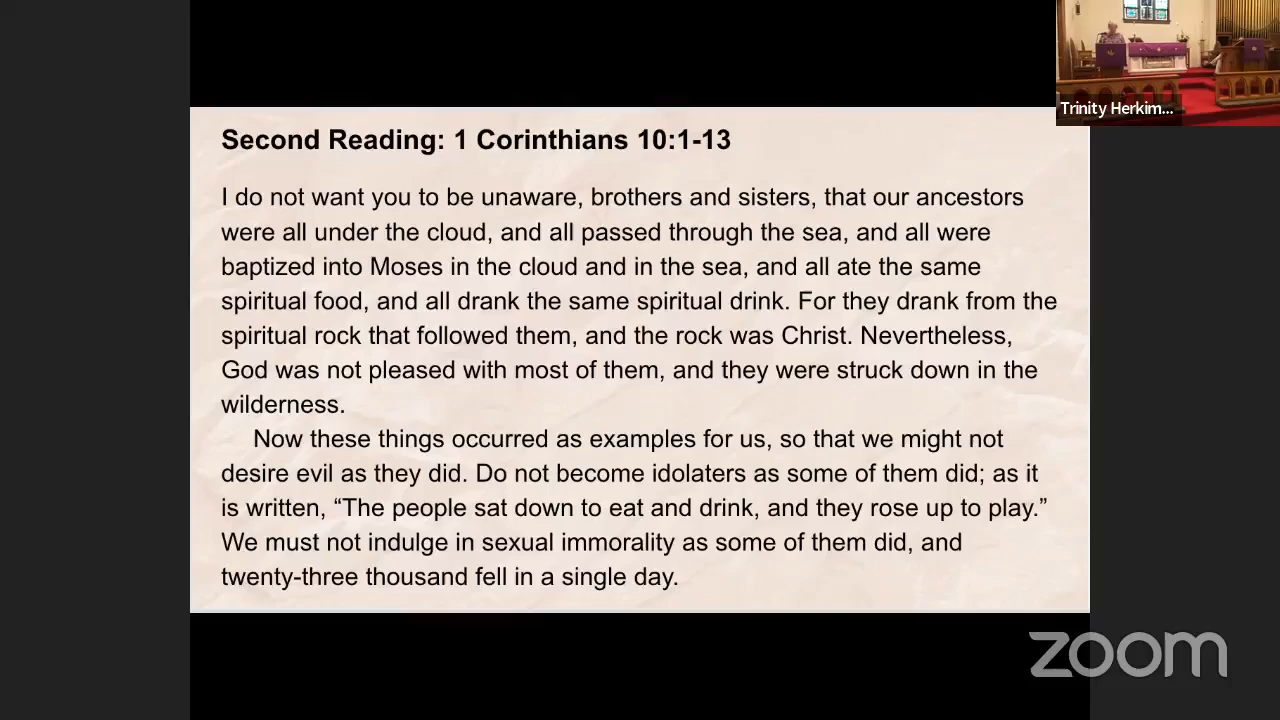 Trinity Herkim...
Second Reading: 1 Corinthians 10:1-13
I do not want you to be unaware, brothers and sisters, that our ancestors
were all under the cloud, and all passed through the sea, and all were
baptized into Moses in the cloud and in the sea, and all ate the same
spiritual food, and all drank the same spiritual drink. For they drank from the
spiritual rock that followed them, and the rock was Christ. Nevertheless,
God was not pleased with most of them, and they were struck down in the
wilderness.
Now these things occurred as examples for us, so that we might not
desire evil as they did. Do not become idolaters as some of them did; as it
is written, “The people sat down to eat and drink, and they rose up to play.”
We must not indulge in sexual immorality as some of them did, and
twenty-three thousand fell in a single day.
zoom